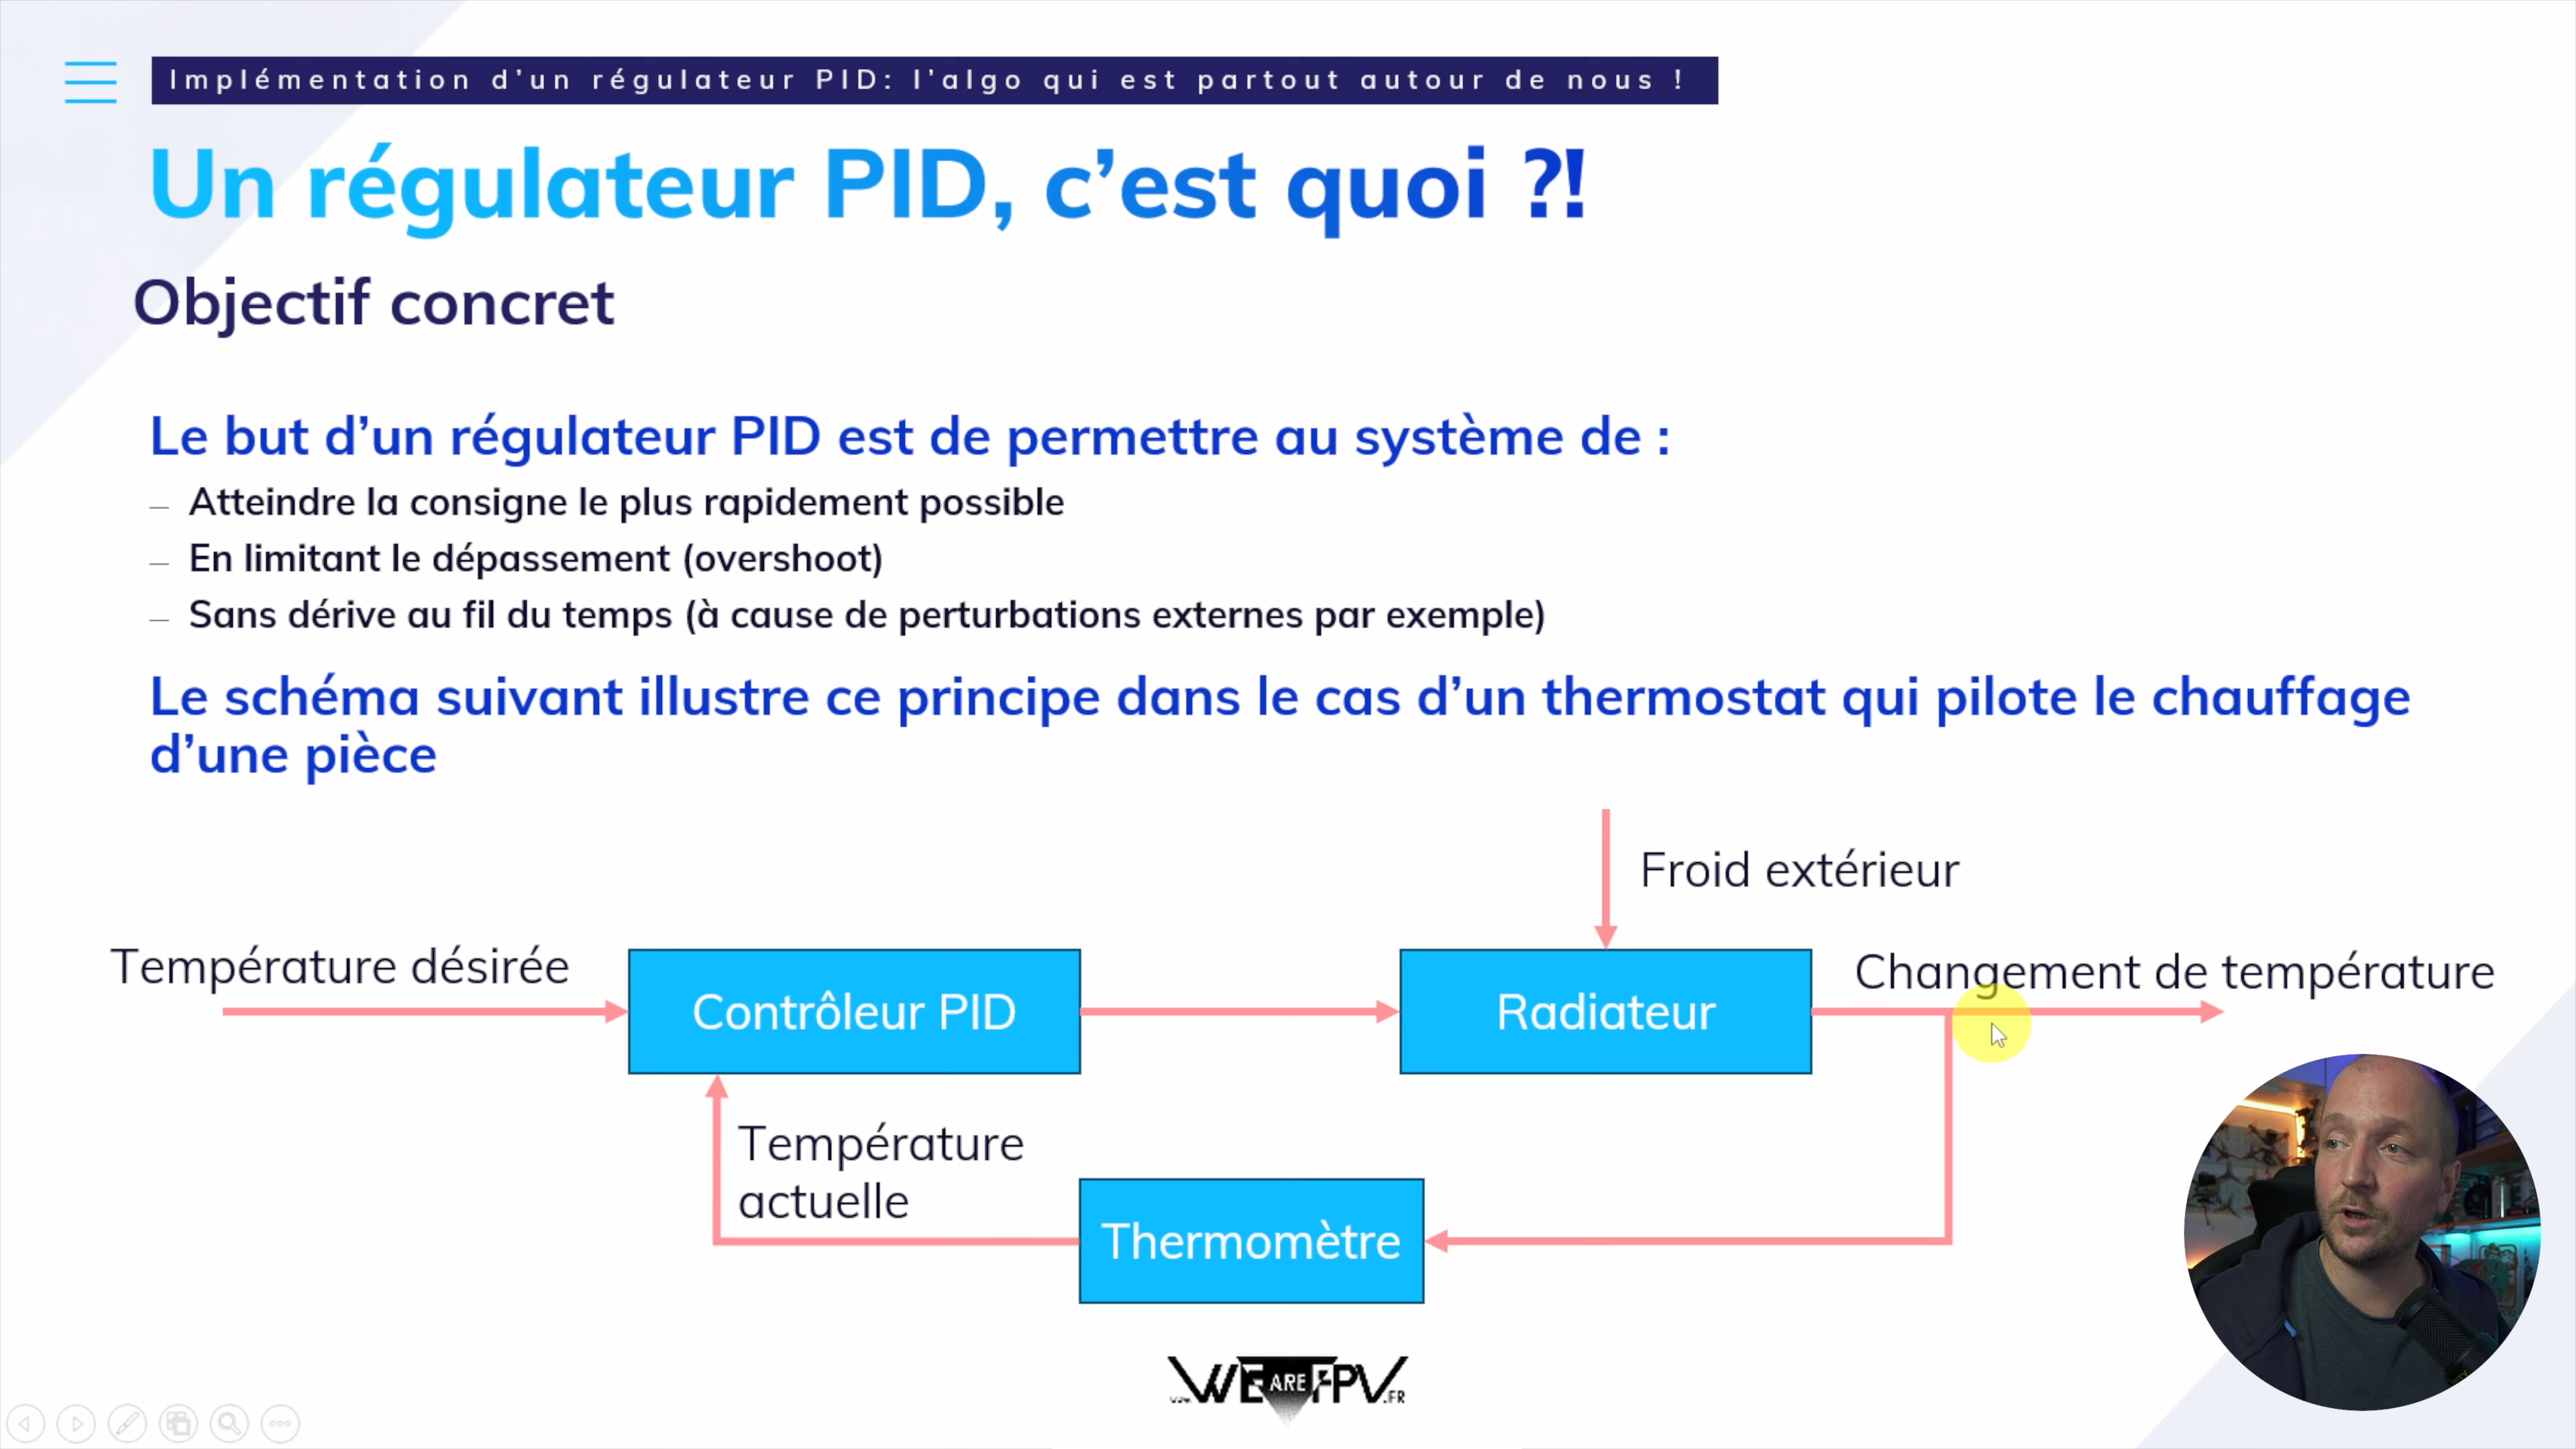 Implémentation d'un régulateur PID: l'algo qui est partout autour de nous !
Un régulateur PID, c'est quoi ?!
Objectif concret
Le but d'un régulateur PID est de permettre au système de :
– Atteindre la consigne le plus rapidement possible
– En limitant le dépassement (overshoot)
– Sans dérive au fil du temps (à cause de perturbations externes par exemple)
Le schéma suivant illustre ce principe dans le cas d'un thermostat qui pilote le chauffage
d'une pièce
Froid extérieur
Température désirée
Contrôleur PID
Radiateur
Changement de température
Température
actuelle
Thermomètre
www.WE ARE FPV.FR